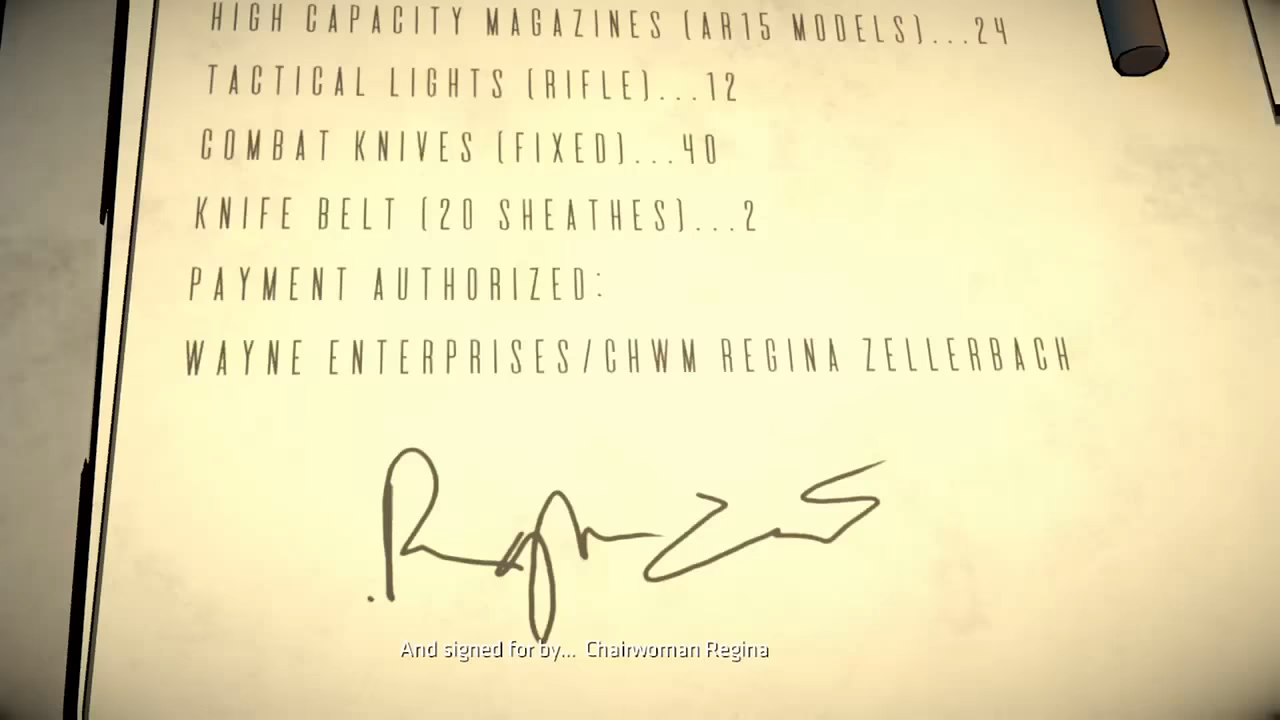 HIGH CAPACITY MAGAZINES (AR15 MODELS)...24
TACTICAL LIGHTS (RIFLE)...12
COMBAT KNIVES (FIXED)...40
KNIFE BELT (20 SHEATHES)...2
PAYMENT AUTHORIZED:
WAYNE ENTERPRISES/CHWM REGINA ZELLERBACH
And signed for by... Chairwoman Regina